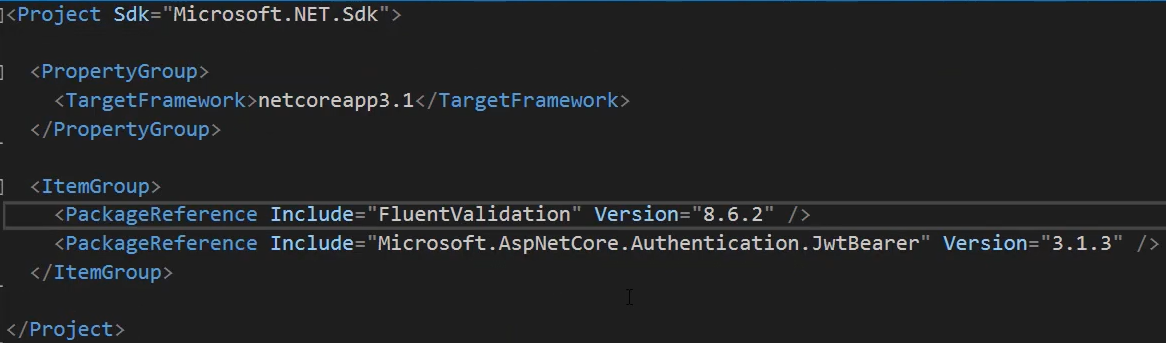 <Project Sdk="Microsoft.NET.Sdk">
<PropertyGroup>
<TargetFramework>netcoreapp3.1</TargetFramework>
</PropertyGroup>
<ItemGroup>
<PackageReference Include="FluentValidation" Version="8.6.2" />
<PackageReference Include="Microsoft.AspNetCore.Authentication.JwtBearer" Version="3.1.3" />
</ItemGroup>
</Project>